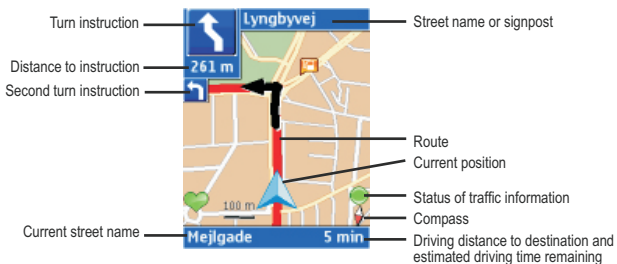 Turn instruction
Lyngbyvej
Street name or signpost
Distance to instruction
261 m
Second turn instruction
Route
Current position
100 m
Status of traffic information
Compass
Current street name
Mejlgade
5 min
Driving distance to destination and
estimated driving time remaining